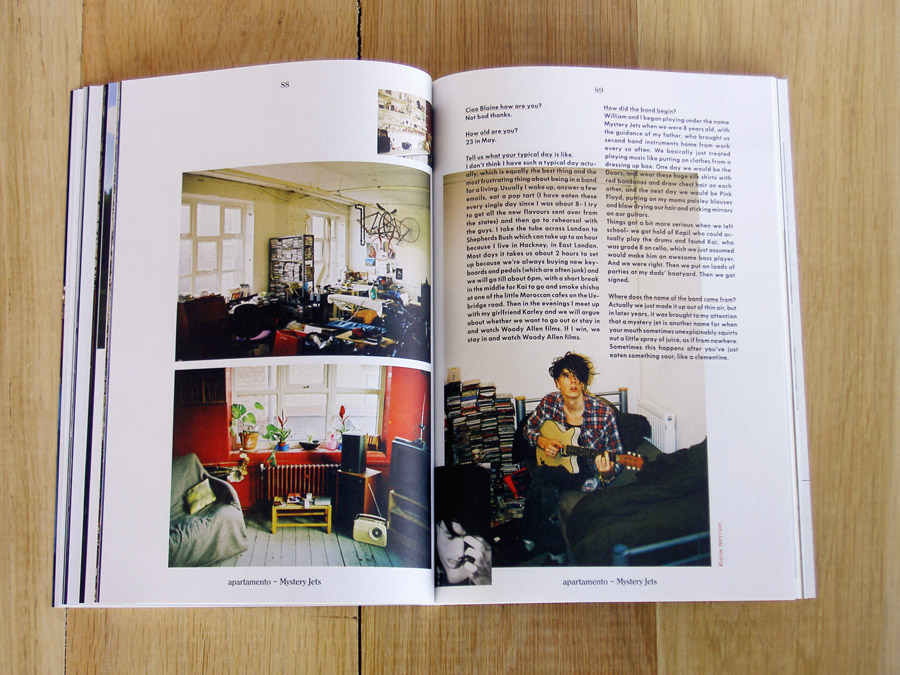 88
apartamento – Mystery Jets
89
Ciao Blaine how are you?
Not bad thanks.
How old are you?
23 in May.
Tell us what your typical day is like.
I don't think I have such a typical day actu-
ally, which is equally the best thing and the
most frustrating thing about being in a band
for a living. Usually I wake up, answer a few
emails, eat a pop tart (I have eaten these
every single day since I was about 8- I try
to get all the new flavours sent over from
the states) and then go to rehearsal with
the guys. I take the tube across London to
Shepherds Bush which can take up to an hour
because I live in Hackney, in East London.
Most days it takes us about 2 hours to set
up because we're always buying new key-
boards and pedals (which are often junk) and
we will go till about 6pm, with a short break
in the middle for Kai to go and smoke shisha
at one of the little Moroccan cafes on the Ux-
bridge road. Then in the evenings I meet up
with my girlfriend Karley and we will argue
about whether we want to go out or stay in
and watch Woody Allen films. If I win, we
stay in and watch Woody Allen films.
How did the band begin?
William and I began playing under the name
Mystery Jets when we were 8 years old, with
the guidance of my father, who brought us
second hand instruments home from work
every so often. We basically just treated
playing music like putting on clothes from a
dressing up box. One day we would be the
Doors, and wear these huge silk shirts with
red bandanas and draw chest hair on each
other, and the next day we would be Pink
Floyd, putting on my mums paisley blouses
and blow drying our hair and sticking mirrors
on our guitars.
Things got a bit more serious when we left
school- we got hold of Kapil who could ac-
tually play the drums and found Kai, who
was grade 8 on cello, which we just assumed
would make him an awesome bass player.
And we were right. Then we put on loads of
parties at my dads' boatyard. Then we got
signed.
Where does the name of the band come from?
Actually we just made it up out of thin air, but
in later years, it was brought to my attention
that a mystery jet is another name for when
your mouth sometimes unexplainably squirts
out a little spray of juice, as if from nowhere.
Sometimes this happens after you've just
eaten something sour, like a clementine.
Blaine Harrison
apartamento – Mystery Jets